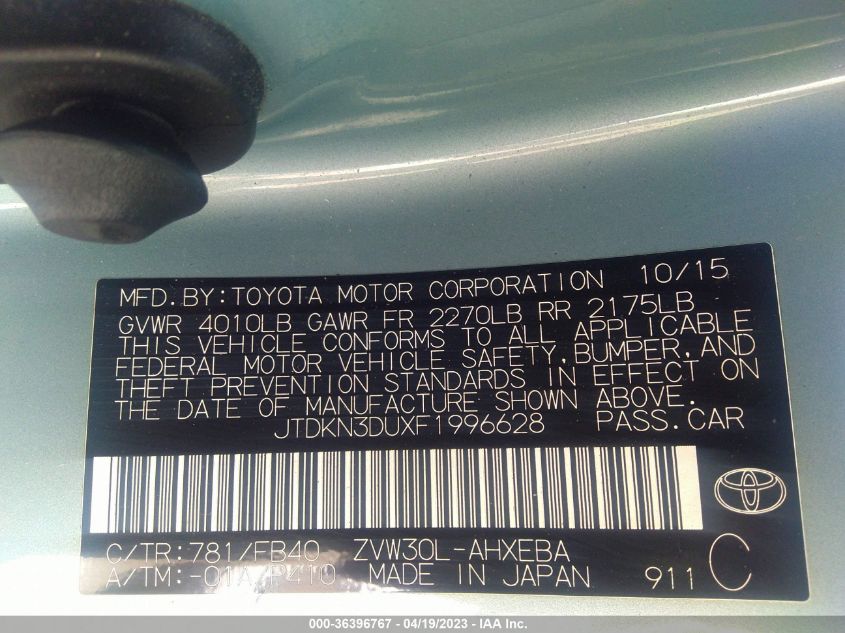 MFD.BY:TOYOTA MOTOR CORPORATION 10/15
GVWR 4010LB GAWR FR 2270LB RR 2175LB
THIS VEHICLE CONFORMS TO ALL APPLICABLE
FEDERAL MOTOR VEHICLE SAFETY,BUMPER,AND
THEFT PREVENTION STANDARDS IN EFFECT ON
THE DATE OF MANUFACTURE SHOWN ABOVE.
JTDKN3DUXF1996628 PASS.CAR
C/TR:781/FB40 ZVW30L-AHXEBA
A/TM:-01A/P410 MADE IN JAPAN 911 C
000-36396767 - 04/19/2023 - IAA Inc.